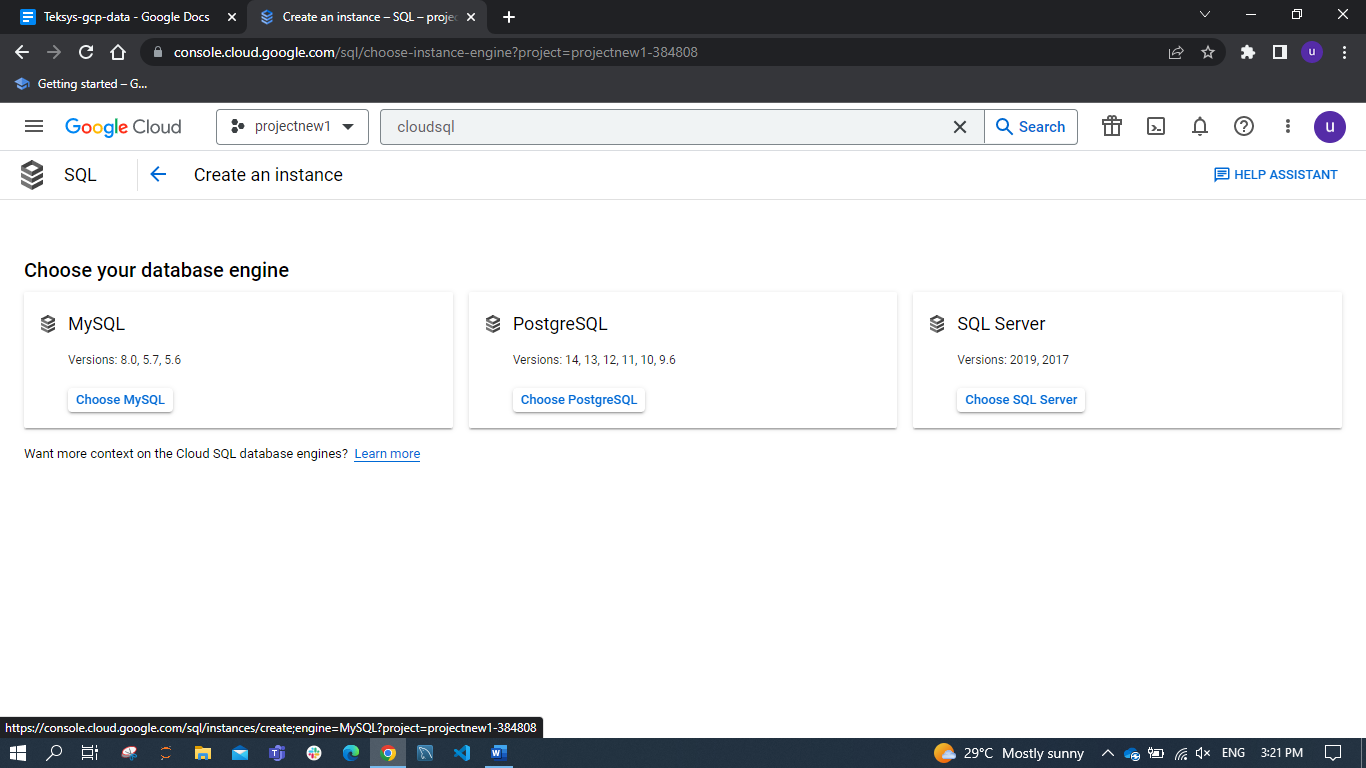 Teksys-gcp-data - Google Docs
Create an instance – SQL – projec
console.cloud.google.com/sql/choose-instance-engine?project=projectnew1-384808
u
Getting started – G...
Google Cloud
projectnew1
cloudsql
Search
u
SQL
Create an instance
HELP ASSISTANT
Choose your database engine
MySQL
Versions: 8.0, 5.7, 5.6
Choose MySQL
PostgreSQL
Versions: 14, 13, 12, 11, 10, 9.6
Choose PostgreSQL
SQL Server
Versions: 2019, 2017
Choose SQL Server
Want more context on the Cloud SQL database engines? Learn more
https://console.cloud.google.com/sql/instances/create;engine=MySQL?project=projectnew1-384808
29°C Mostly sunny
ENG
3:21 PM